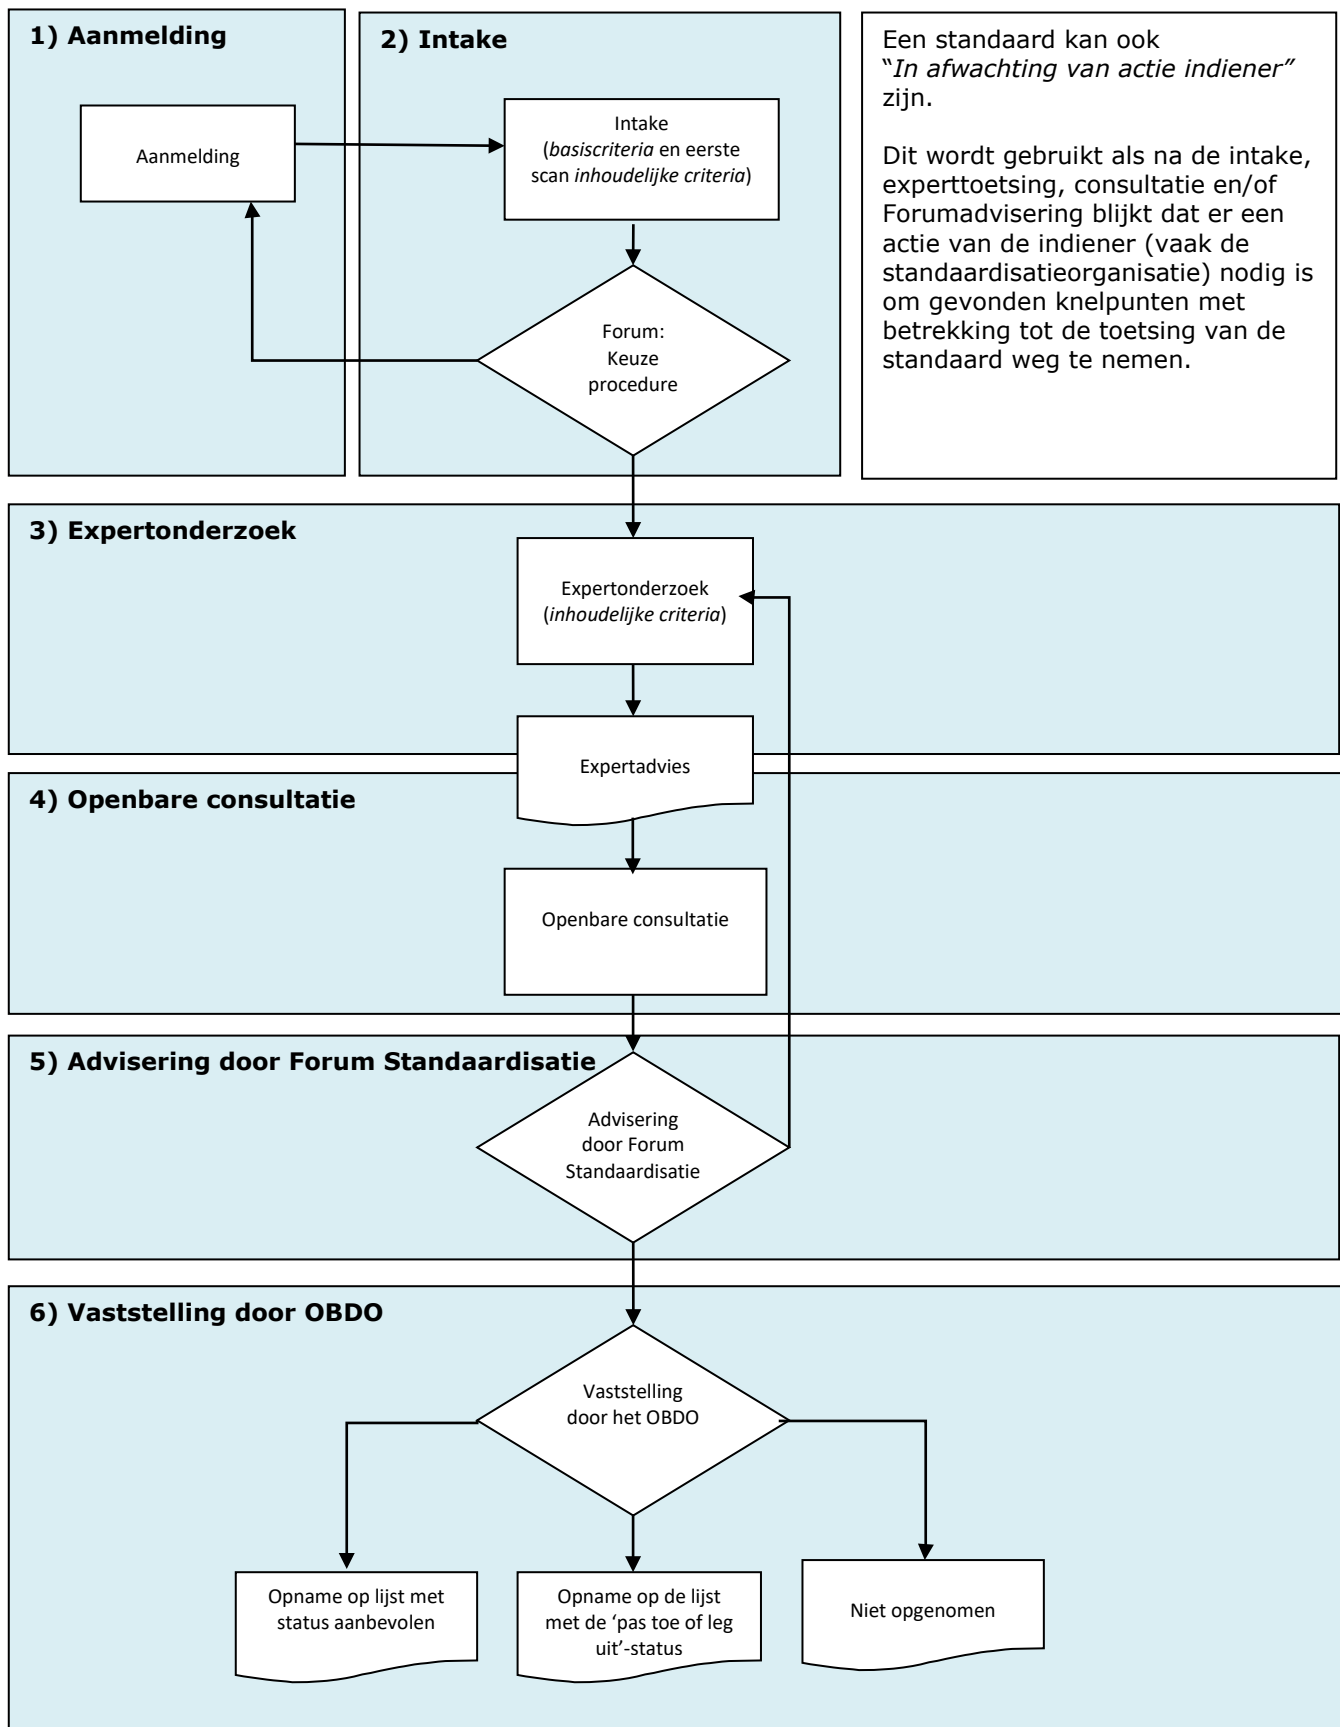 1) Aanmelding
Aanmelding
2) Intake
Intake
(basiscriteria en eerste
scan inhoudelijke criteria)
Forum:
Keuze
procedure
Een standaard kan ook
“In afwachting van actie indiener”
zijn.
Dit wordt gebruikt als na de intake,
experttoetsing, consultatie en/of
Forumadvisering blijkt dat er een
actie van de indiener (vaak de
standaardisatieorganisatie) nodig is
om gevonden knelpunten met
betrekking tot de toetsing van de
standaard weg te nemen.
3) Expertonderzoek
Expertonderzoek
(inhoudelijke criteria)
Expertadvies
4) Openbare consultatie
Openbare consultatie
5) Advisering door Forum Standaardisatie
Advisering
door Forum
Standaardisatie
6) Vaststelling door OBDO
Vaststelling
door het OBDO
Opname op lijst met
status aanbevolen
Opname op de lijst
met de ‘pas toe of leg
uit’-status
Niet opgenomen